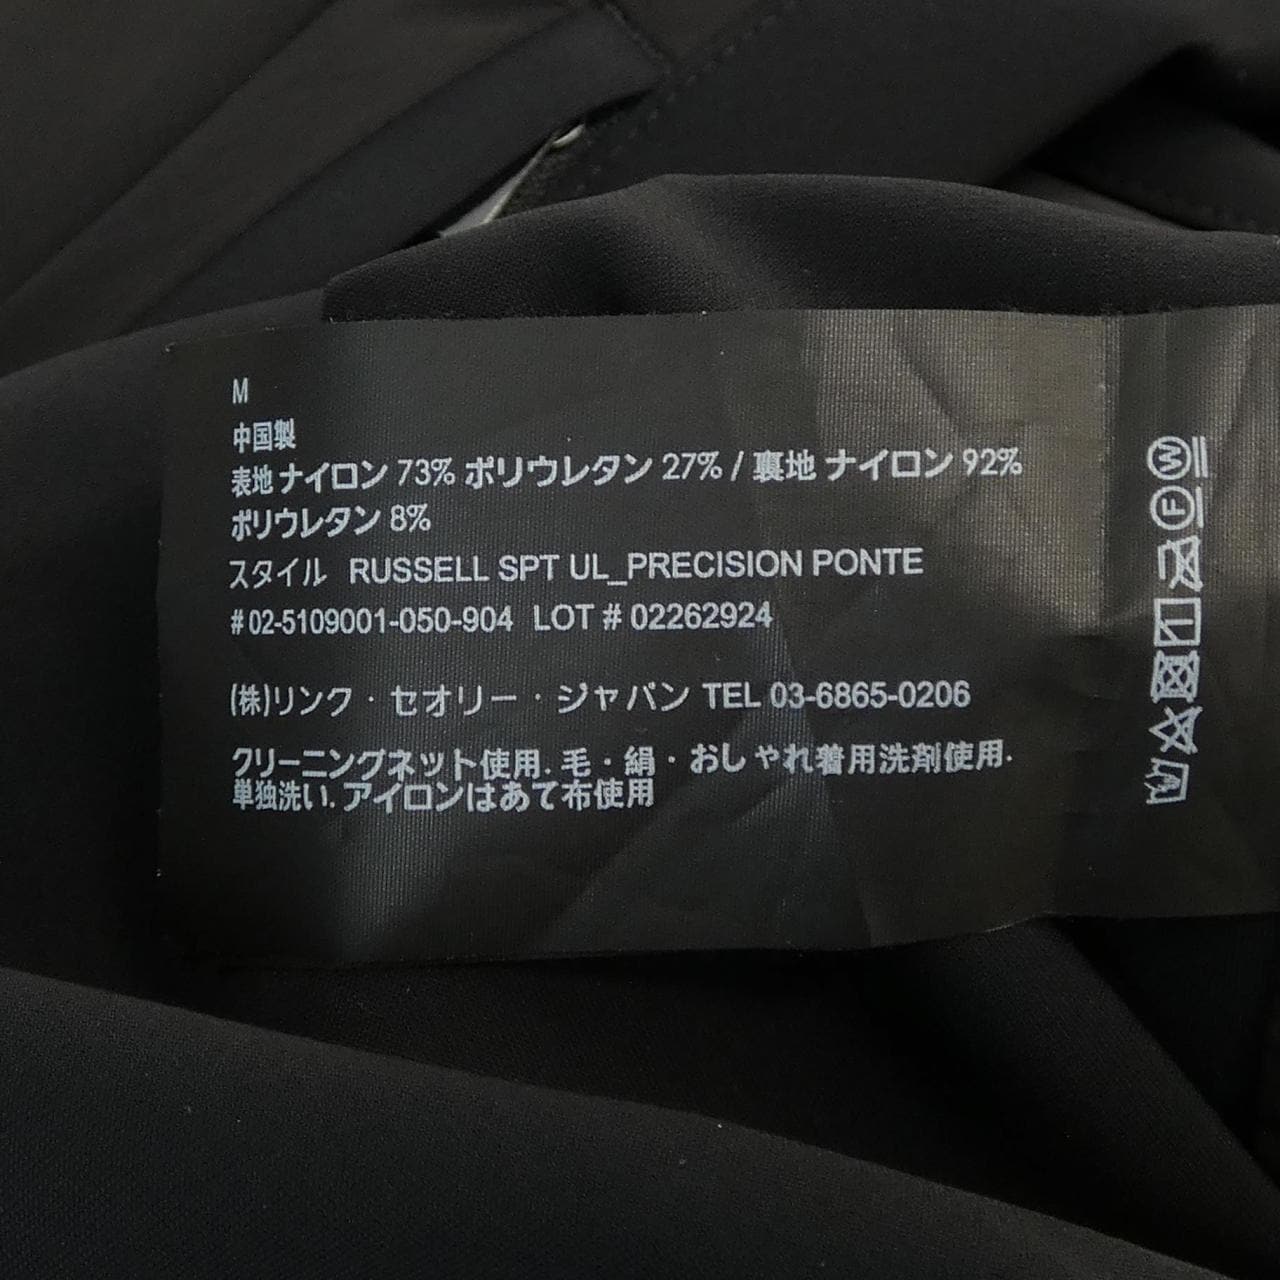 M
中国製
表地 ナイロン 73% ポリウレタン 27% / 裏地 ナイロン 92%
ポリウレタン 8%
スタイル RUSSELL SPT UL_PRECISION PONTE
# 02-5109001-050-904 LOT # 02262924
(株)リンク・セオリー・ジャパン TEL 03-6865-0206
クリーニングネット使用. 毛・絹・おしゃれ着用洗剤使用.
単独洗い. アイロンはあて布使用
W
F